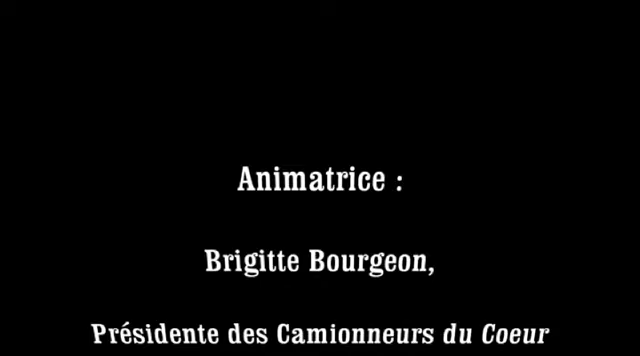 Animatrice :
Brigitte Bourgeon,
Présidente des Camionneurs du Coeur